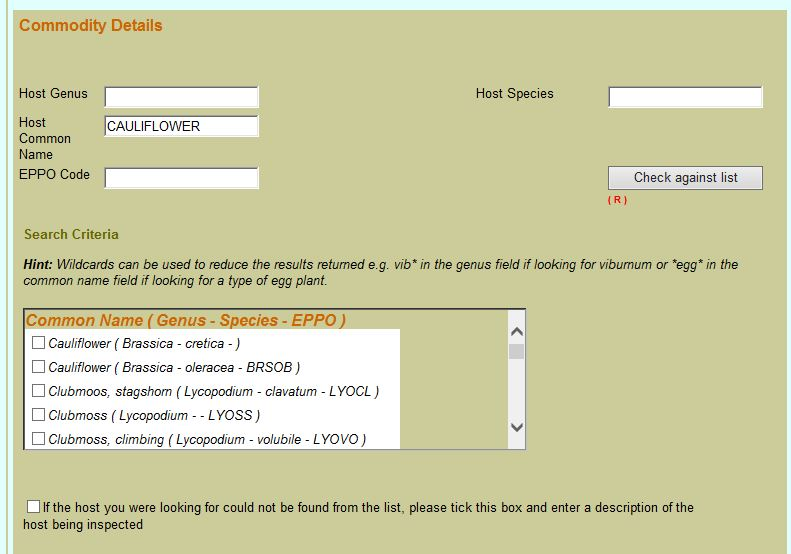 Commodity Details
Host Genus
Host Species
Host
Common
Name
CAULIFLOWER
EPPO Code
Check against list
( R )
Search Criteria
Hint: Wildcards can be used to reduce the results returned e.g. vib* in the genus field if looking for viburnum or *egg* in the
common name field if looking for a type of egg plant.
Common Name ( Genus - Species - EPPO )
Cauliflower ( Brassica - cretica - )
Cauliflower ( Brassica - oleracea - BRSOB )
Clubmoos, stagshorn ( Lycopodium - clavatum - LYOCL )
Clubmoss ( Lycopodium - - LYOSS )
Clubmoss, climbing ( Lycopodium - volubile - LYOVO )
If the host you were looking for could not be found from the list, please tick this box and enter a description of the
host being inspected